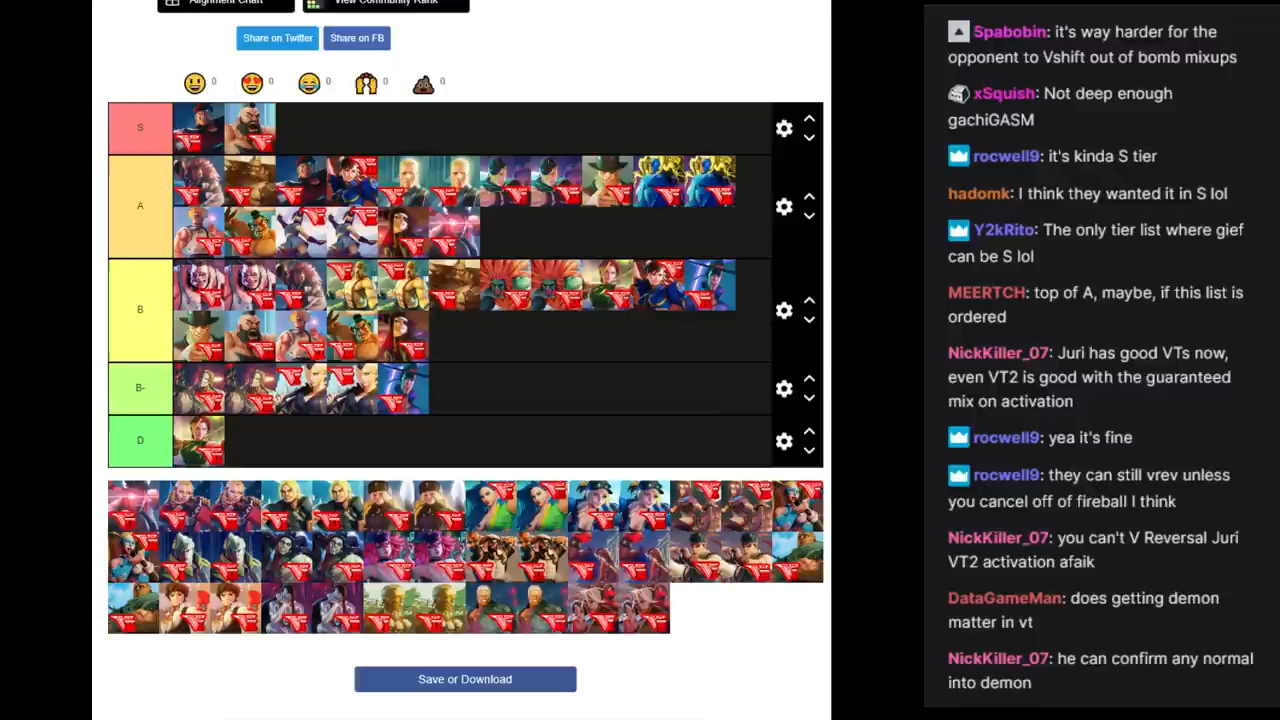 Alignment Chart
View Community Rank
Share on Twitter
Share on FB
0
0
0
0
0
S
A
B
B-
D
Save or Download
Spabobin: it's way harder for the
opponent to Vshift out of bomb mixups
xSquish: Not deep enough
gachiGASM
rocwell9: it's kinda S tier
hadomk: I think they wanted it in S lol
Y2kRito: The only tier list where gief
can be S lol
MEERTCH: top of A, maybe, if this list is
ordered
NickKiller_07: Juri has good VTs now,
even VT2 is good with the guaranteed
mix on activation
rocwell9: yea it's fine
rocwell9: they can still vrev unless
you cancel off of fireball I think
NickKiller_07: you can't V Reversal Juri
VT2 activation afaik
DataGameMan: does getting demon
matter in vt
NickKiller_07: he can confirm any normal
into demon